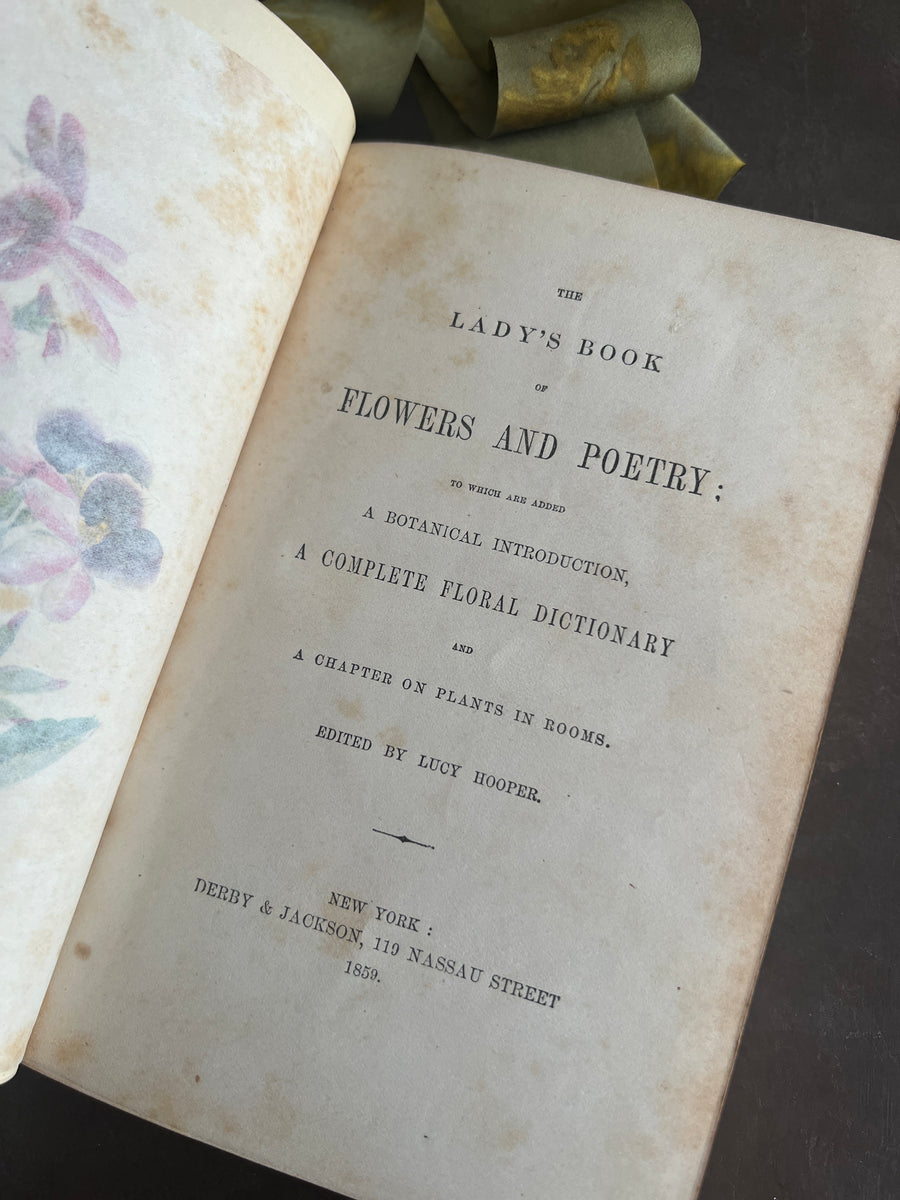 THE
LADY'S BOOK
OF
FLOWERS AND POETRY;
TO WHICH ARE ADDED
A BOTANICAL INTRODUCTION,
A COMPLETE FLORAL DICTIONARY
AND
A CHAPTER ON PLANTS IN ROOMS.
EDITED BY LUCY HOOPER.
NEW YORK:
DERBY & JACKSON, 119 NASSAU STREET
1859.